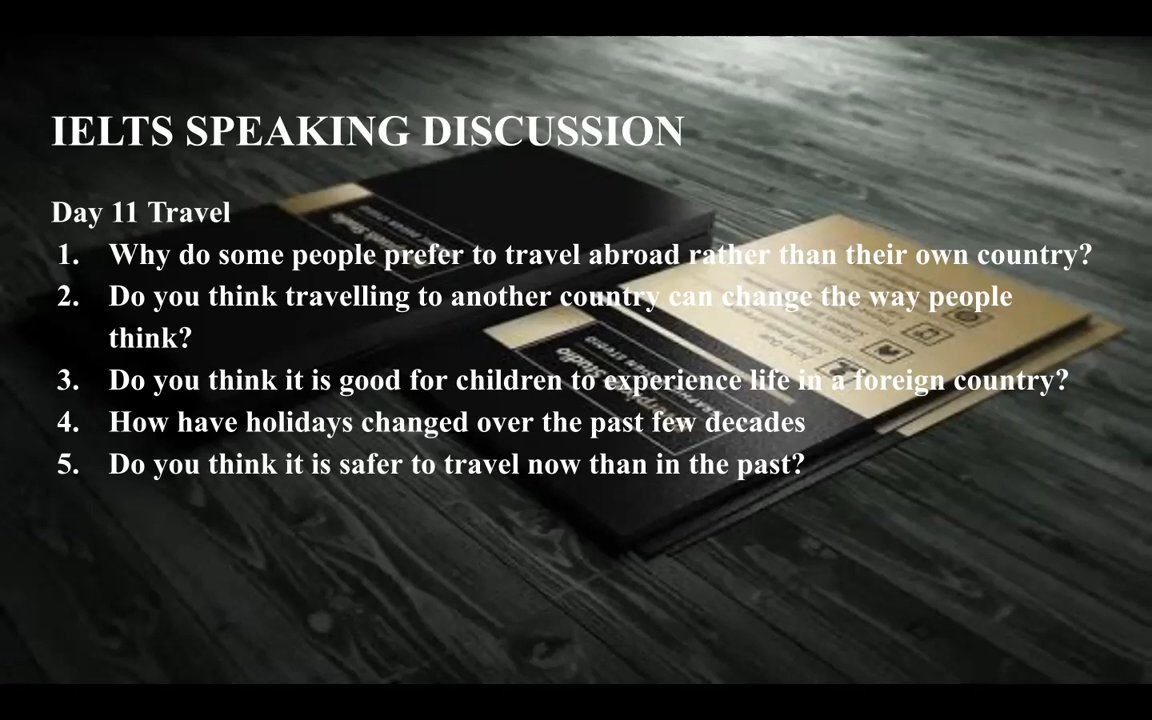 IELTS SPEAKING DISCUSSION
Day 11 Travel
1. Why do some people prefer to travel abroad rather than their own country?
2. Do you think travelling to another country can change the way people
think?
3. Do you think it is good for children to experience life in a foreign country?
4. How have holidays changed over the past few decades
5. Do you think it is safer to travel now than in the past?